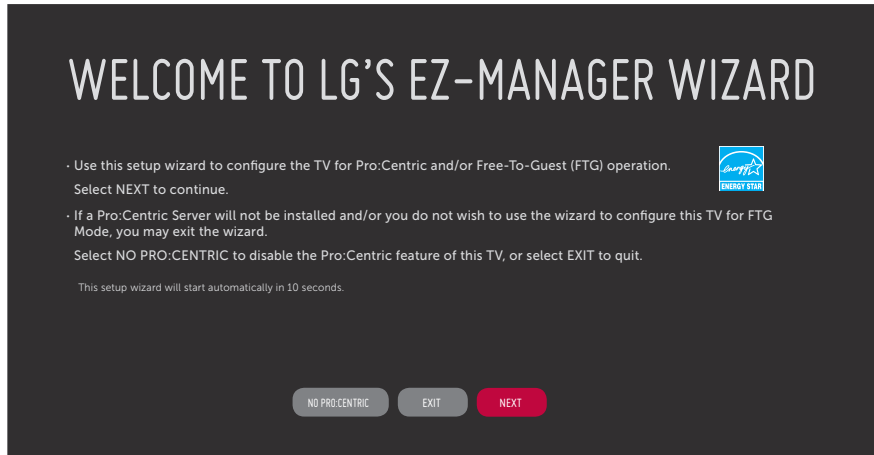 WELCOME TO LG'S EZ-MANAGER WIZARD
· Use this setup wizard to configure the TV for Pro:Centric and/or Free-To-Guest (FTG) operation.
Select NEXT to continue.
energy
ENERGY STAR
· If a Pro:Centric Server will not be installed and/or you do not wish to use the wizard to configure this TV for FTG
Mode, you may exit the wizard.
Select NO PRO:CENTRIC to disable the Pro:Centric feature of this TV, or select EXIT to quit.
This setup wizard will start automatically in 10 seconds.
NO PRO:CENTRIC
EXIT
NEXT